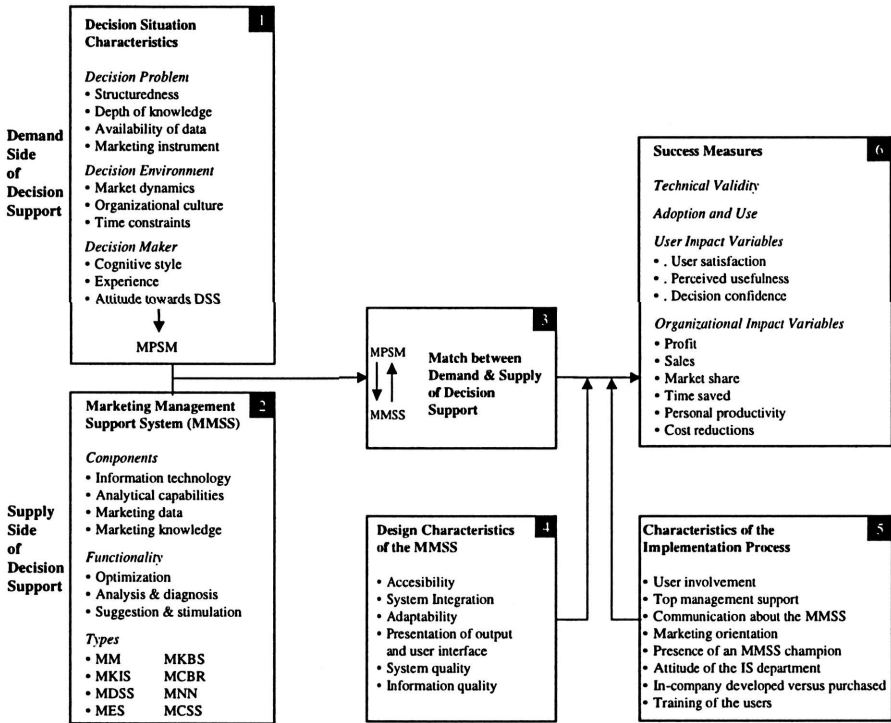 Demand
Side
of
Decision
Support
1
Decision Situation
Characteristics
Decision Problem
• Structuredness
• Depth of knowledge
• Availability of data
• Marketing instrument
Decision Environment
• Market dynamics
• Organizational culture
• Time constraints
Decision Maker
• Cognitive style
• Experience
• Attitude towards DSS
MPSM
Supply
Side
of
Decision
Support
2
Marketing Management
Support System (MMSS)
Components
• Information technology
• Analytical capabilities
• Marketing data
• Marketing knowledge
Functionality
• Optimization
• Analysis & diagnosis
• Suggestion & stimulation
Types
• MM MKBS
• MKIS MCBR
• MDSS MNN
• MES MCSS
3
MPSM
MMSS
Match between
Demand & Supply
of Decision
Support
4
Design Characteristics
of the MMSS
• Accesibility
• System Integration
• Adaptability
• Presentation of output
and user interface
• System quality
• Information quality
5
Characteristics of the
Implementation Process
• User involvement
• Top management support
• Communication about the MMSS
• Marketing orientation
• Presence of an MMSS champion
• Attitude of the IS department
• In-company developed versus purchased
• Training of the users
6
Success Measures
Technical Validity
Adoption and Use
User Impact Variables
• . User satisfaction
• . Perceived usefulness
• . Decision confidence
Organizational Impact Variables
• Profit
• Sales
• Market share
• Time saved
• Personal productivity
• Cost reductions